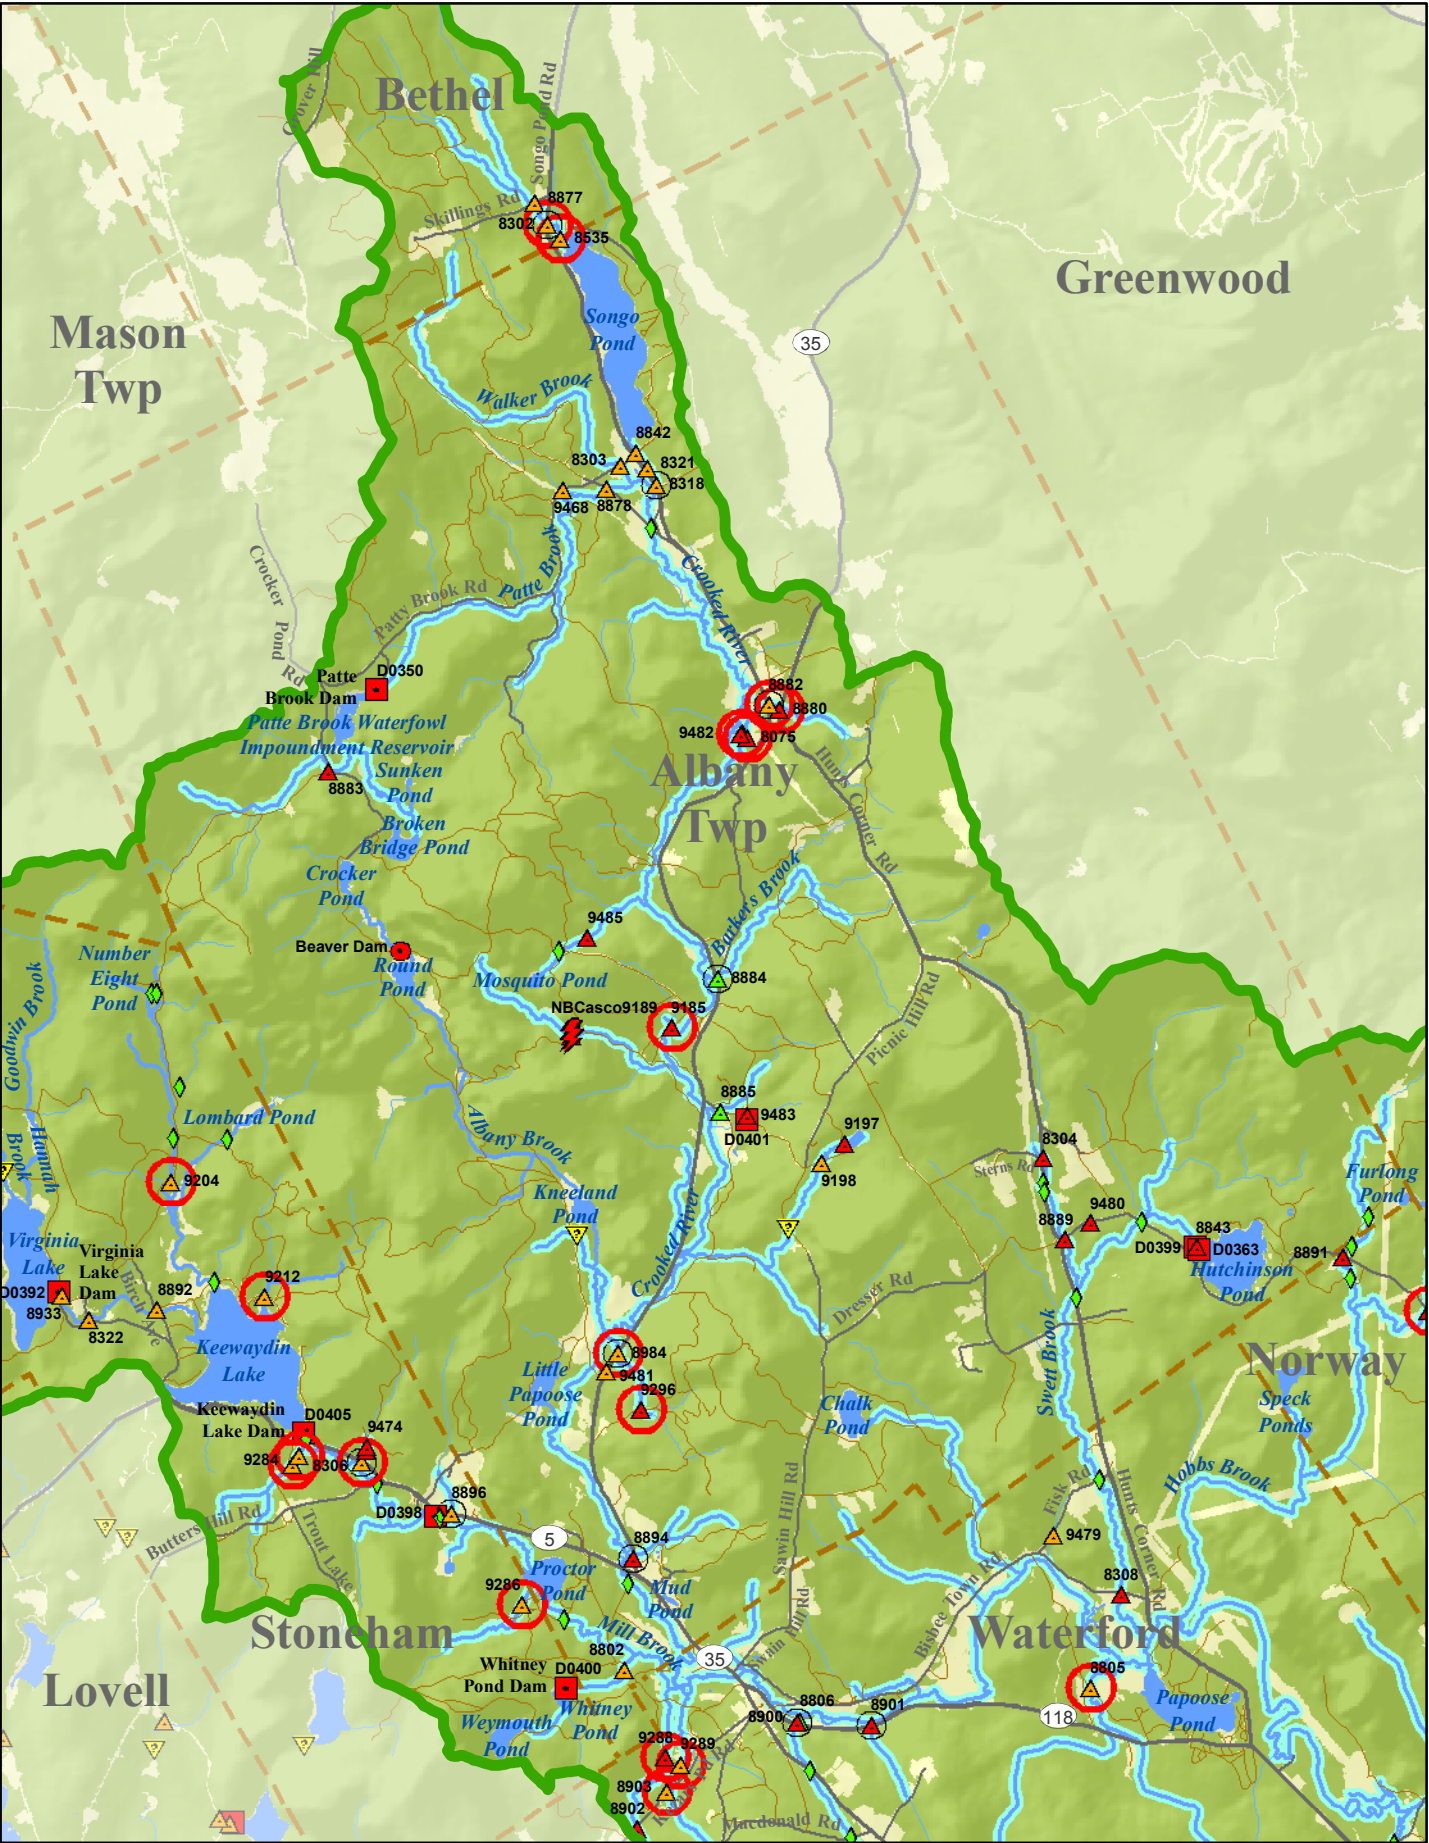 Bethel
Grover Hill
Songo Pond Rd
Skillings Rd
8877
8302
8535
Greenwood
Mason
Twp
Songo
Pond
35
Walker Brook
8842
8303
8321
8318
9468
8878
Crocker Pond Rd
Patty Brook Rd
Patte Brook
Crooked River
Patte
Brook Dam
D0350
Patte Brook Waterfowl
Impoundment Reservoir
8883
Sunken
Pond
Broken
Bridge Pond
Crocker
Pond
8882
8880
9482
8075
Albany
Twp
Hunts Corner Rd
Barker's Brook
9485
Beaver Dam
Round
Pond
Mosquito Pond
8884
NBCasco9189
9185
Number
Eight
Pond
Goodwin Brook
Picnic Hill Rd
Lombard Pond
Albany Brook
8885
9483
D0401
9197
9198
8304
Sterns Rd
Furlong
Pond
Hannah
Brook
9204
Kneeland
Pond
Crooked River
8889
9480
8843
D0399
D0363
Hutchinson
Pond
8891
Virginia
Lake
Virginia
Lake
Dam
D0392
8933
8322
Birch Ave
8892
9212
Dresser Rd
Keewaydin
Lake
8984
9481
9296
Little
Papoose
Pond
Chalk
Pond
Swett Brook
Norway
Speck
Ponds
Keewaydin
Lake Dam
D0405
9474
9284
8306
Hobbs Brook
Butters Hill Rd
Trout Lake
D0398
8896
5
8894
Sawin Hill Rd
Fisk Rd
Hunts Corner Rd
9479
Proctor
Pond
9286
Mud
Pond
Bisbee Town Rd
8308
Stoneham
Mill Brook
Swain Hill Rd
Waterford
8802
35
Lovell
Whitney
Pond Dam
D0400
Whitney
Pond
Weymouth
Pond
8805
Papoose
Pond
118
8806
8900
8901
9288
9289
8903
8902
Macdonald Rd